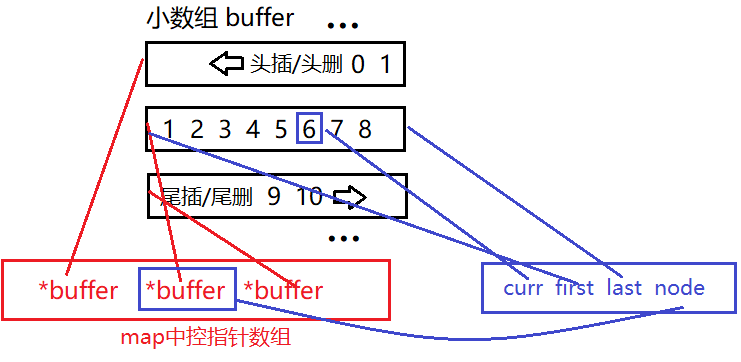 小数组 buffer ...
头插/头删 0 1
1 2 3 4 5 6 7 8
尾插/尾删 9 10
...
*buffer *buffer *buffer
curr first last node
map中控指针数组